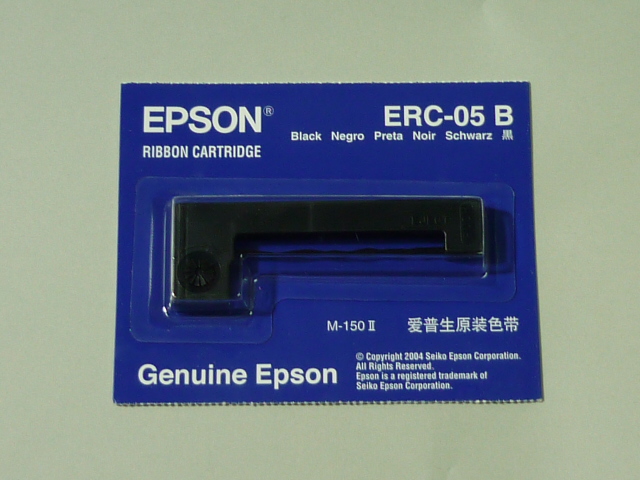 EPSON®
RIBBON CARTRIDGE
ERC-05 B
Black Negro Preta Noir Schwarz 黒
M-150 II
爱普生原装色带
Genuine Epson
© Copyright 2004 Seiko Epson Corporation.
All Rights Reserved.
Epson is a registered trademark of
Seiko Epson Corporation.